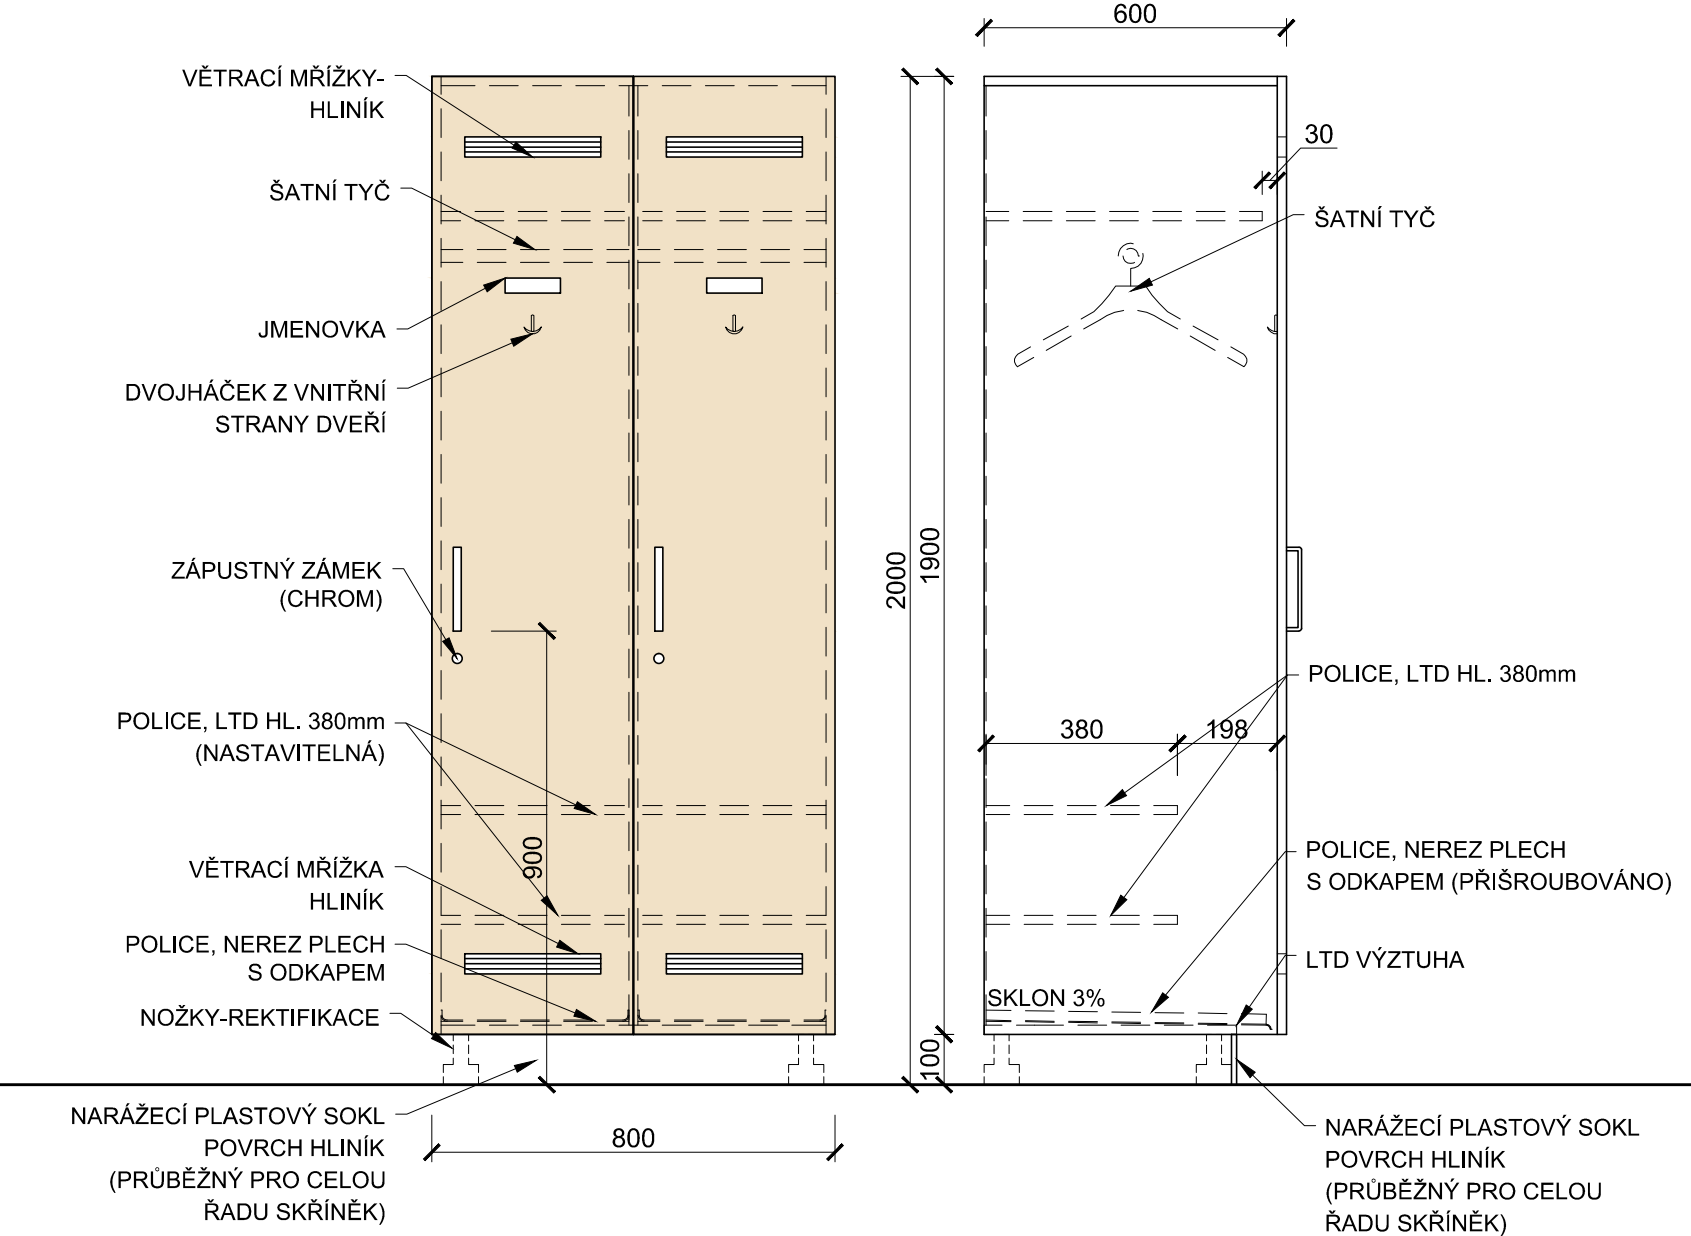 VĚTRACÍ MŘÍŽKY-
HLINÍK
ŠATNÍ TYČ
JMENOVKA
DVOJHÁČEK Z VNITŘNÍ
STRANY DVEŘÍ
ZÁPUSTNÝ ZÁMEK
(CHROM)
POLICE, LTD HL. 380mm
(NASTAVITELNÁ)
VĚTRACÍ MŘÍŽKA
HLINÍK
POLICE, NEREZ PLECH
S ODKAPEM
NOŽKY-REKTIFIKACE
NARÁŽECÍ PLASTOVÝ SOKL
POVRCH HLINÍK
(PRŮBĚŽNÝ PRO CELOU
ŘADU SKŘÍNĚK)
900
800
2000
1900
100
600
30
ŠATNÍ TYČ
POLICE, LTD HL. 380mm
380
198
POLICE, NEREZ PLECH
S ODKAPEM (PŘIŠROUBOVÁNO)
LTD VÝZTUHA
SKLON 3%
NARÁŽECÍ PLASTOVÝ SOKL
POVRCH HLINÍK
(PRŮBĚŽNÝ PRO CELOU
ŘADU SKŘÍNĚK)